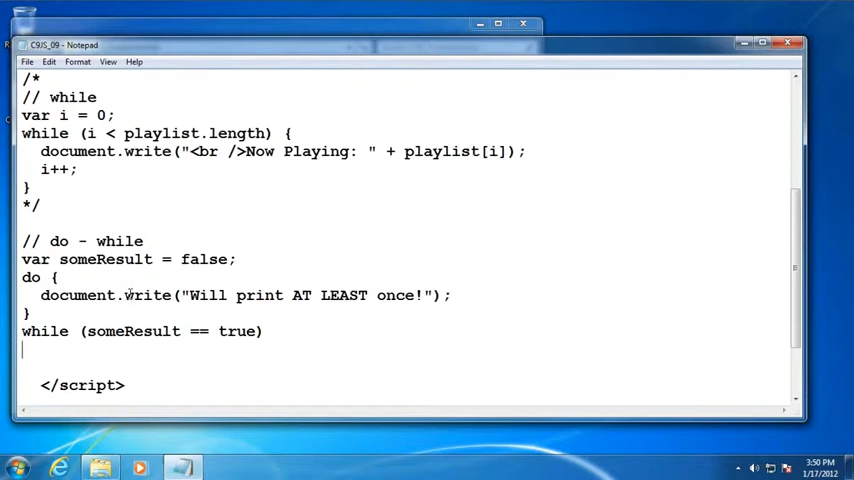 C9JS_09 - Notepad
File Edit Format View Help
/*
// while
var i = 0;
while (i < playlist.length) {
document.write("<br />Now Playing: " + playlist[i]);
i++;
}
*/
// do - while
var someResult = false;
do {
document.write("Will print AT LEAST once!");
}
while (someResult == true)
</script>
3:50 PM
1/17/2012